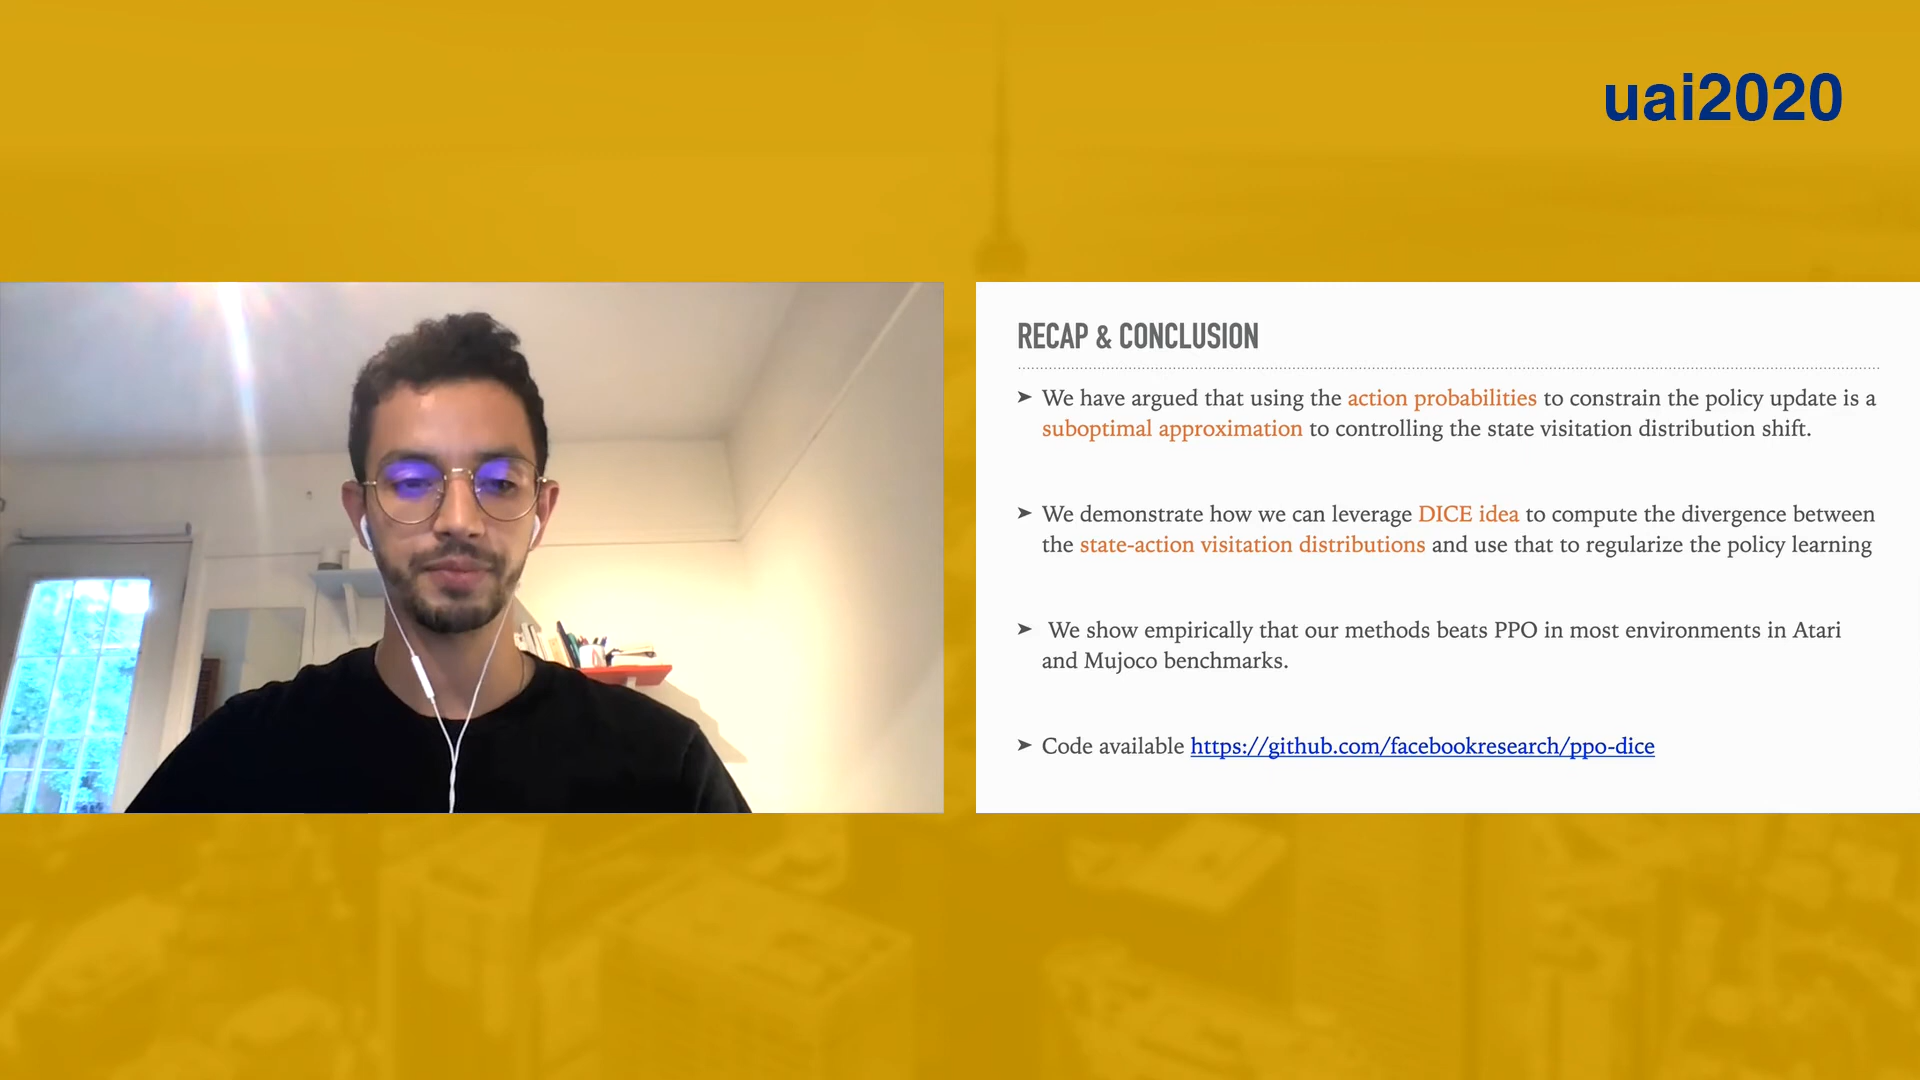 uai2020
RECAP & CONCLUSION
➤ We have argued that using the action probabilities to constrain the policy update is a
suboptimal approximation to controlling the state visitation distribution shift.
➤ We demonstrate how we can leverage DICE idea to compute the divergence between
the state-action visitation distributions and use that to regularize the policy learning
➤ We show empirically that our methods beats PPO in most environments in Atari
and Mujoco benchmarks.
➤ Code available https://github.com/facebookresearch/ppo-dice